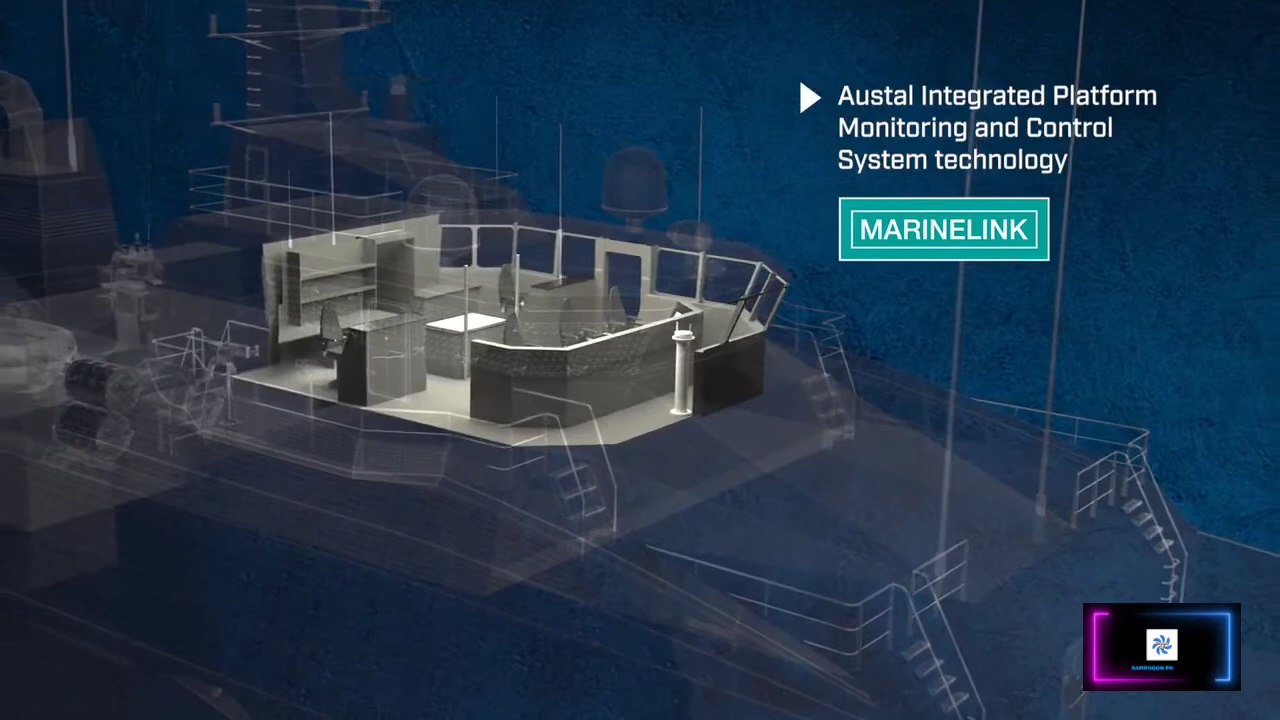 Austal Integrated Platform
Monitoring and Control
System technology
MARINELINK